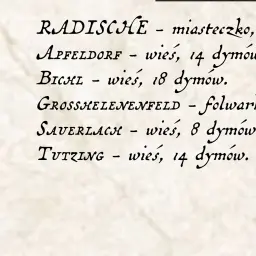 RADISCHE – miasteczko,
APFELDORF – wieś, 14 dymów
BICHL – wieś, 18 dymów.
GROSSHELENENFELD – folwark
SAUERLACH – wieś, 8 dymów
TUTZING – wieś, 14 dymów.